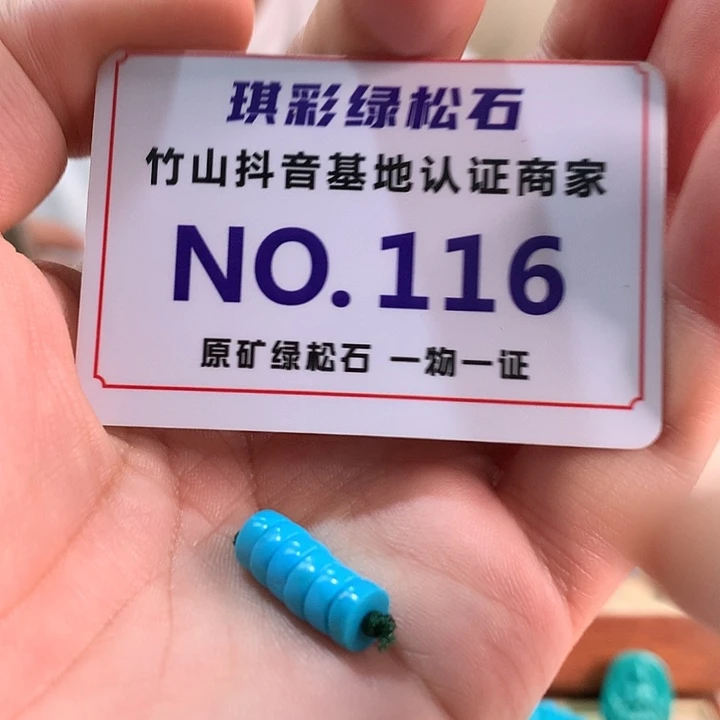 琪彩绿松石
竹山抖音基地认证商家
NO.116
原矿绿松石 一物一证